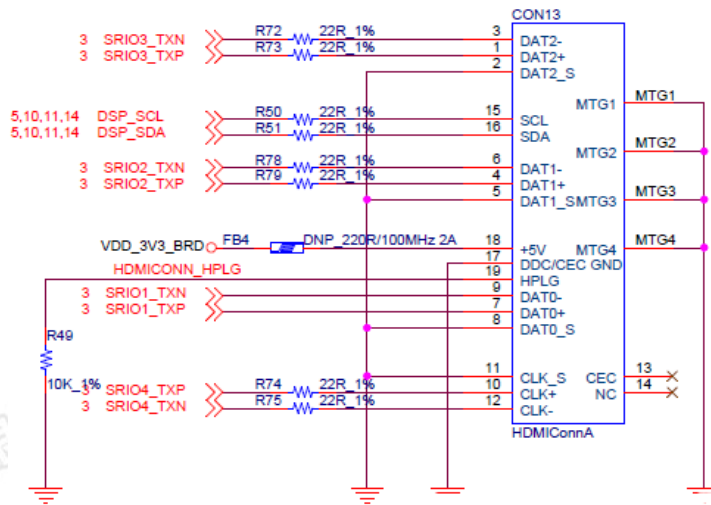 CON13
3 SRIO3_TXN R72 22R_1% 3 DAT2-
3 SRIO3_TXP R73 22R_1% 1 DAT2+
2 DAT2_S
MTG1 MTG1
5,10,11,14 DSP_SCL R50 22R_1% 15 SCL
5,10,11,14 DSP_SDA R51 22R_1% 16 SDA
MTG2 MTG2
3 SRIO2_TXN R78 22R_1% 6 DAT1-
3 SRIO2_TXP R79 22R_1% 4 DAT1+
5 DAT1_S MTG3 MTG3
VDD_3V3_BRD FB4 DNP_220R/100MHz 2A 18 +5V MTG4 MTG4
17 DDC/CEC GND
HDMICONN_HPLG 19 HPLG
3 SRIO1_TXN 9 DAT0-
3 SRIO1_TXP 7 DAT0+
8 DAT0_S
R49
10K_1%
11 CLK_S CEC 13
3 SRIO4_TXP R74 22R_1% 10 CLK+ NC 14
3 SRIO4_TXN R75 22R_1% 12 CLK-
HDMIConnA